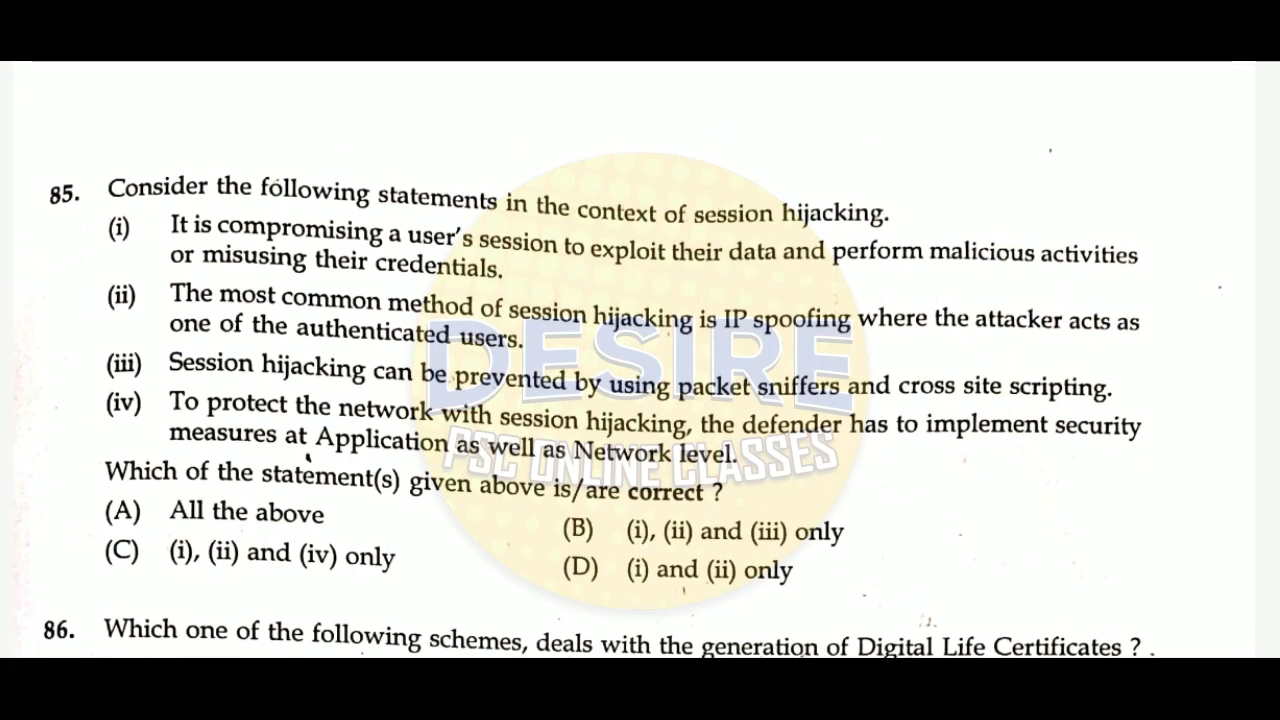 85. Consider the following statements in the context of session hijacking.
(i) It is compromising a user's session to exploit their data and perform malicious activities
or misusing their credentials.
(ii) The most common method of session hijacking is IP spoofing where the attacker acts as
one of the authenticated users.
(iii) Session hijacking can be prevented by using packet sniffers and cross site scripting.
(iv) To protect the network with session hijacking, the defender has to implement security
measures at Application as well as Network level.
Which of the statement(s) given above is/are correct ?
(A) All the above
(B) (i), (ii) and (iii) only
(C) (i), (ii) and (iv) only
(D) (i) and (ii) only
86. Which one of the following schemes, deals with the generation of Digital Life Certificates ?
DESIRE
PSC ONLINE CLASSES